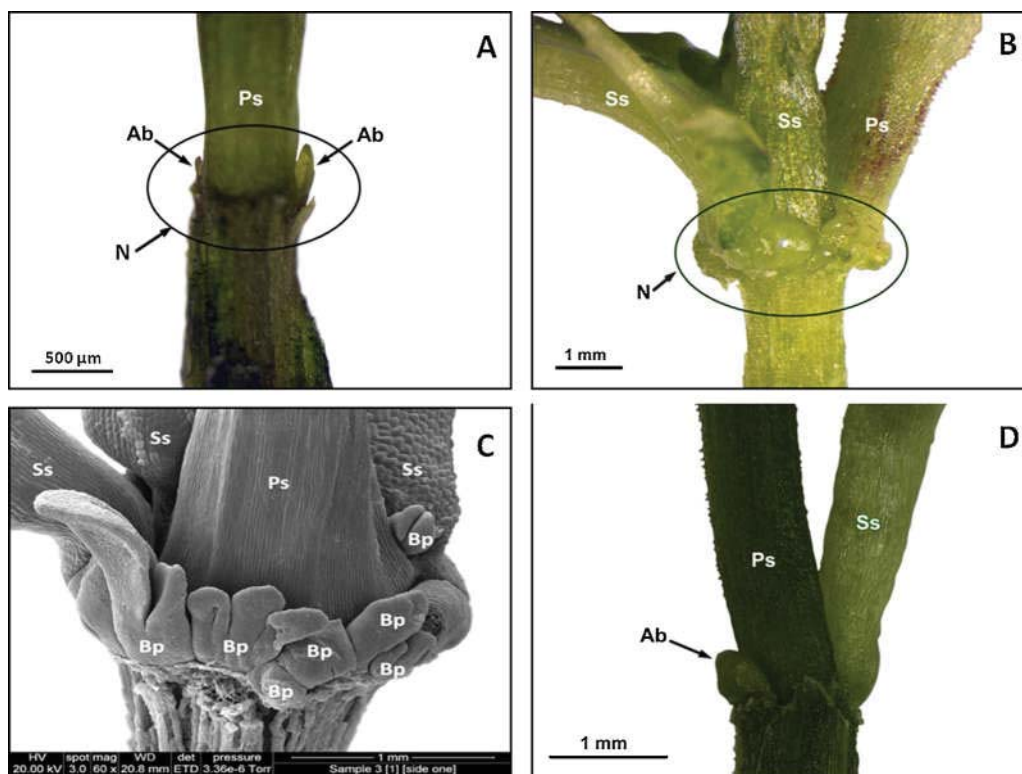 A
Ps
Ab
Ab
N
500 µm
B
Ss
Ss
Ps
N
1 mm
C
Ss
Ss
Ps
Ss
Bp
Bp
Bp
Bp
Bp
Bp
Bp
HV spot mag WD det pressure 1 mm
20.00 kV 3.0 60 x 20.8 mm ETD 3.36e-6 Torr Sample 3 [1] [side one]
D
Ss
Ps
Ab
1 mm